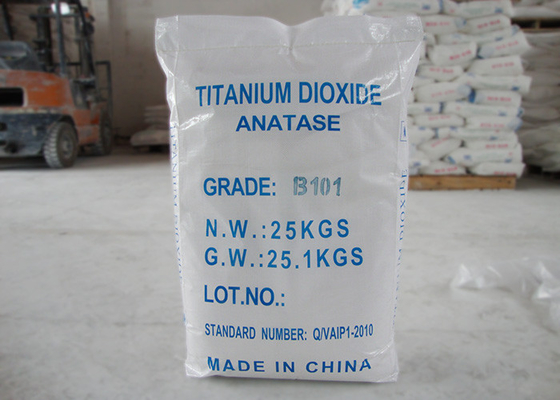 TITANIUM DIOXIDE
ANATASE
GRADE: B101
N.W.:25KGS
G.W.:25.1KGS
LOT.NO.:
STANDARD NUMBER: Q/VAIP1-2010
MADE IN CHINA